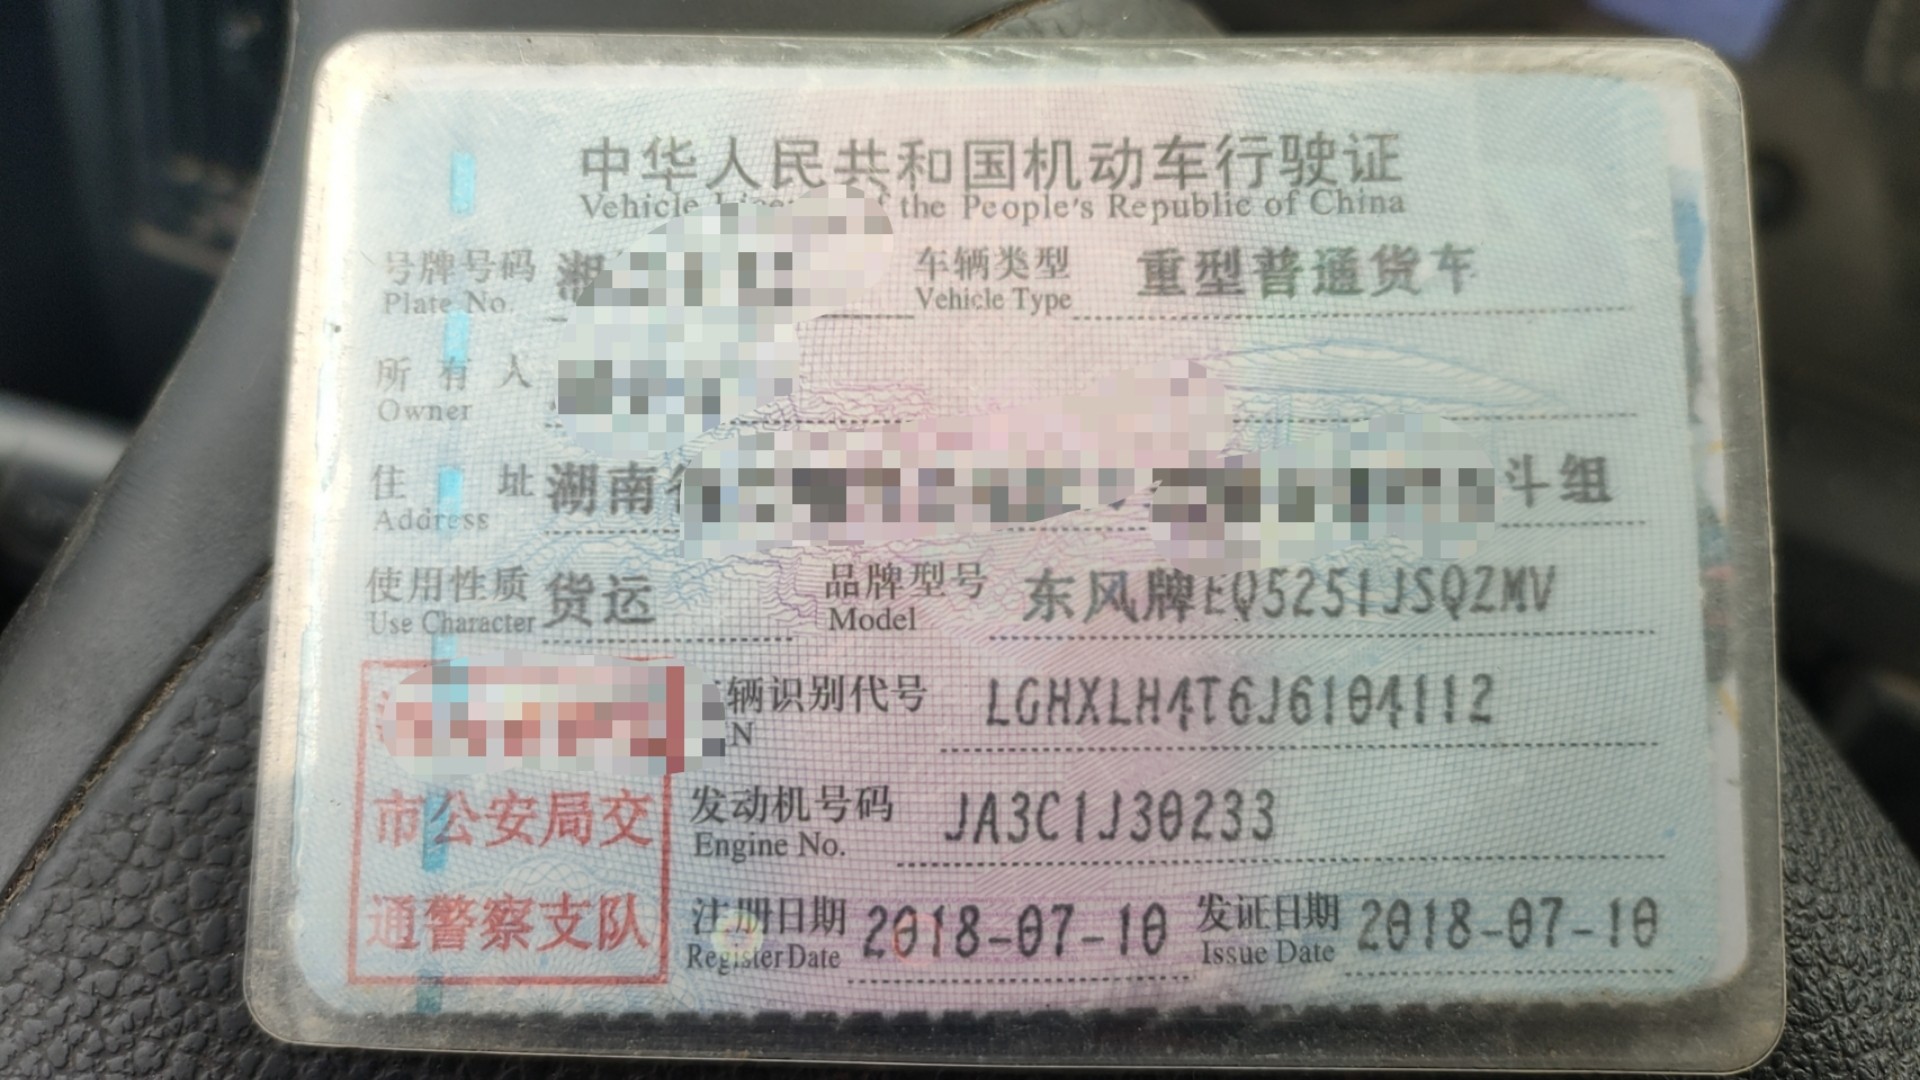 中华人民共和国机动车行驶证
Vehicle of the People's Republic of China
号牌号码 湖 车辆类型 重型普通货车
Plate No. Vehicle Type
所有人
Owner
住址 湖南 斗组
Address
使用性质 货运 品牌型号 东风牌EQ5251JSQZMV
Use Character Model
辆识别代号 LGHXLH4T6J6104112
N
市公安局交 发动机号码 JA3C1J30233
Engine No.
通警察支队 注册日期 2018-07-10 发证日期 2018-07-10
Register Date Issue Date